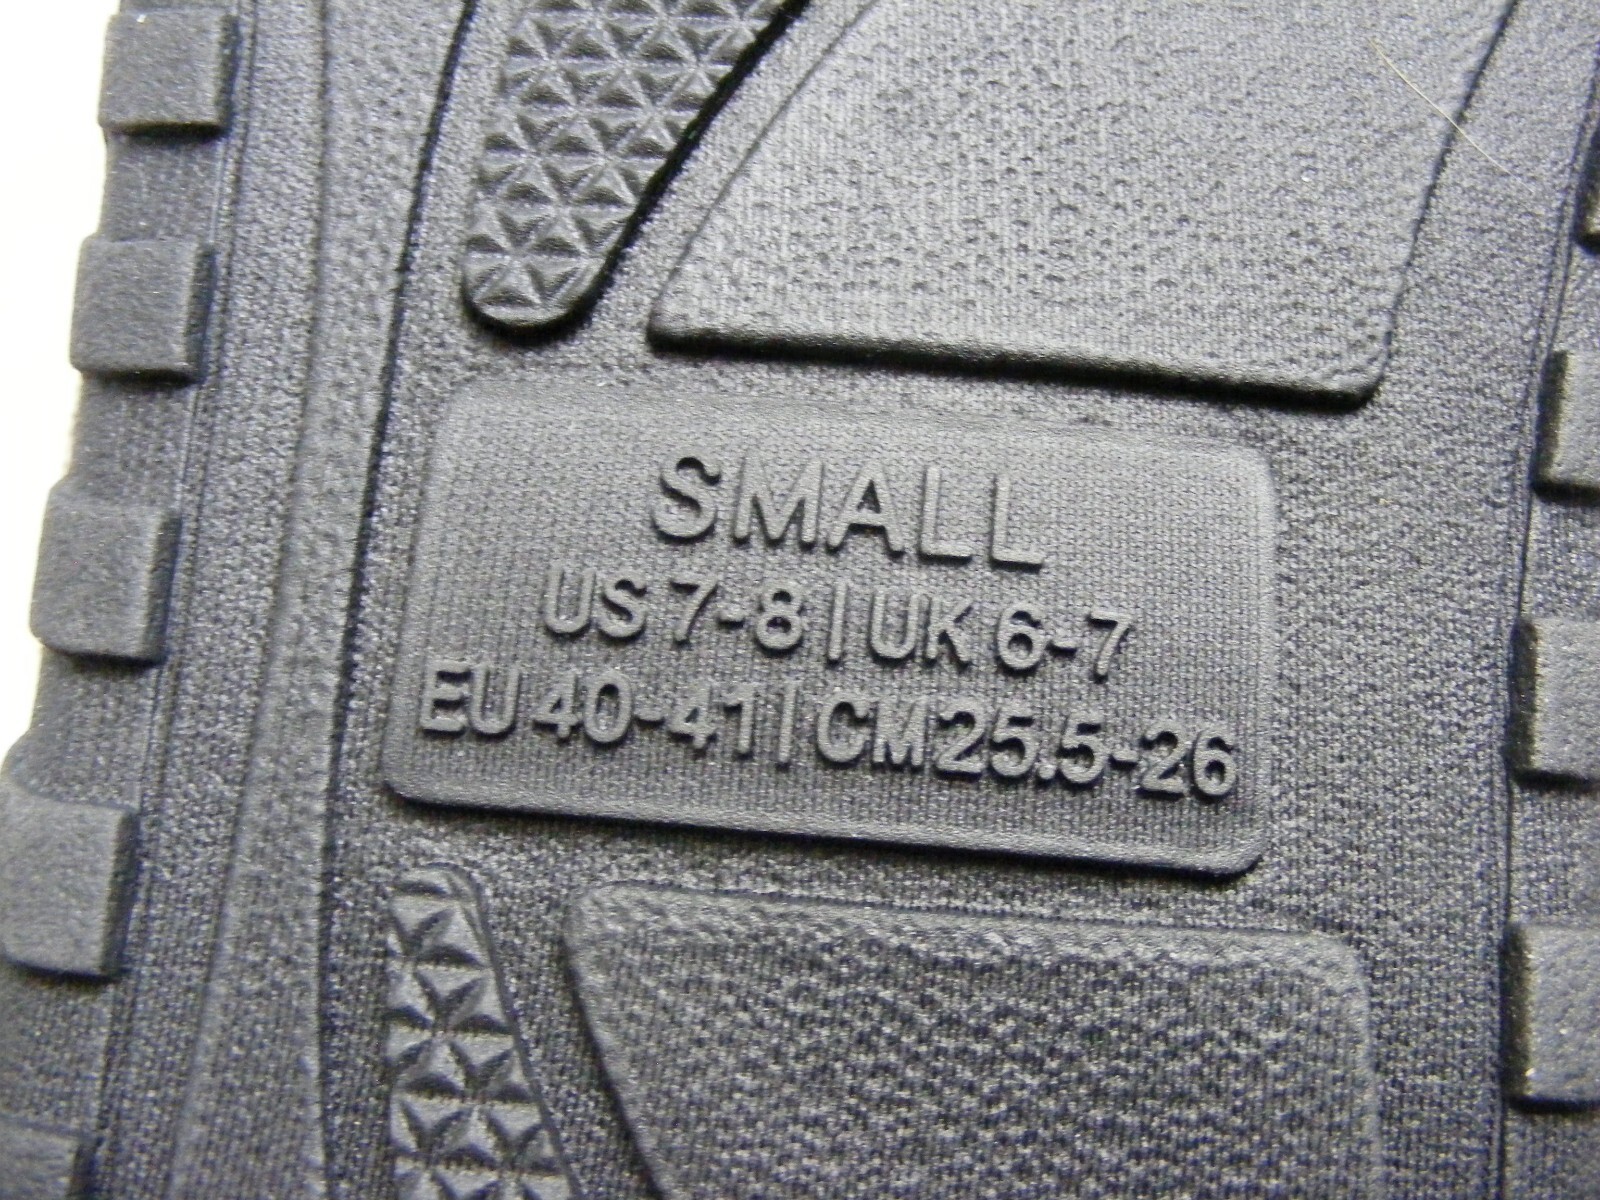 SMALL
US 7-8 | UK 6-7
EU 40-41 | CM 25.5-26